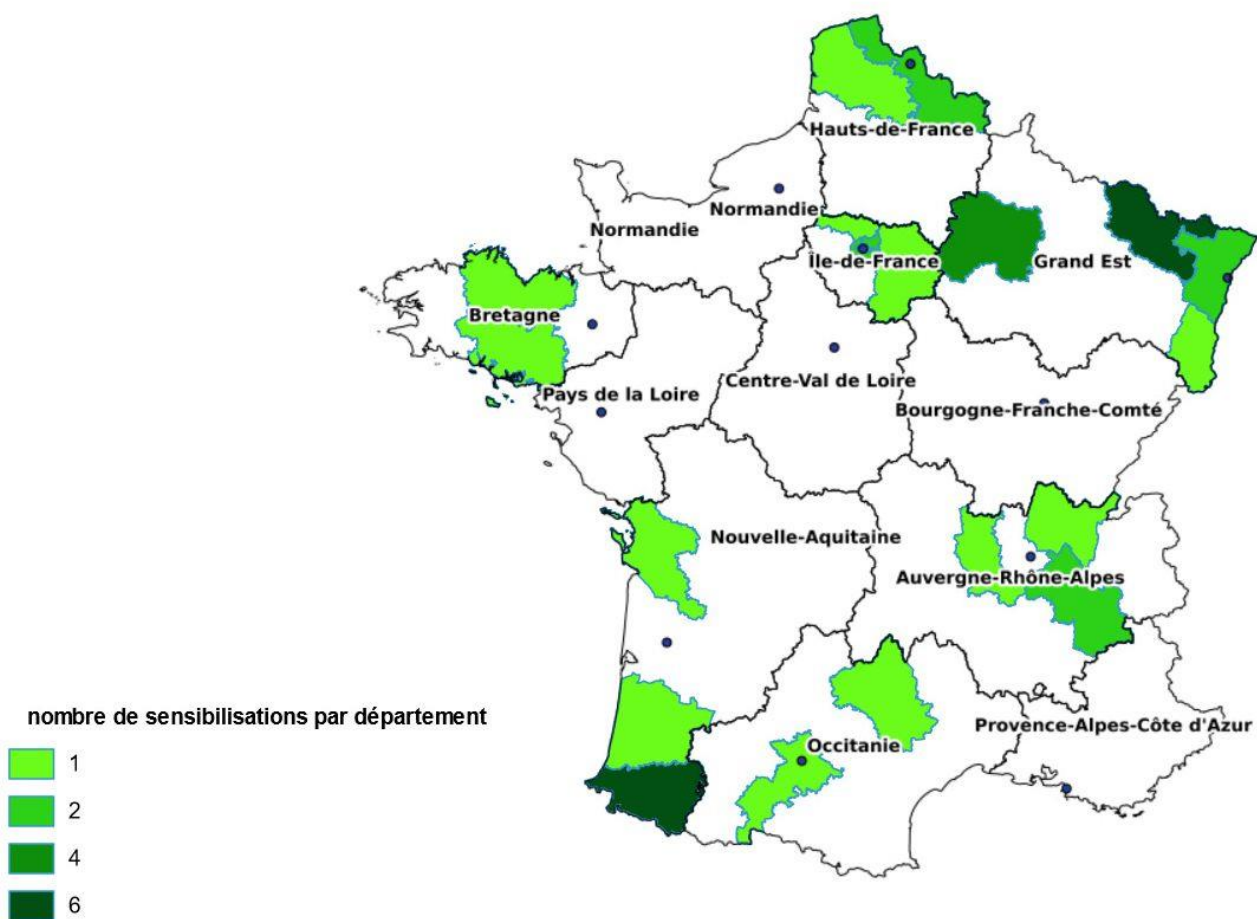 Hauts-de-France
Normandie
Normandie
Île-de-France
Grand Est
Bretagne
Centre-Val de Loire
Pays de la Loire
Bourgogne-Franche-Comté
Nouvelle-Aquitaine
Auvergne-Rhône-Alpes
Provence-Alpes-Côte d'Azur
Occitanie
nombre de sensibilisations par département
1
2
4
6